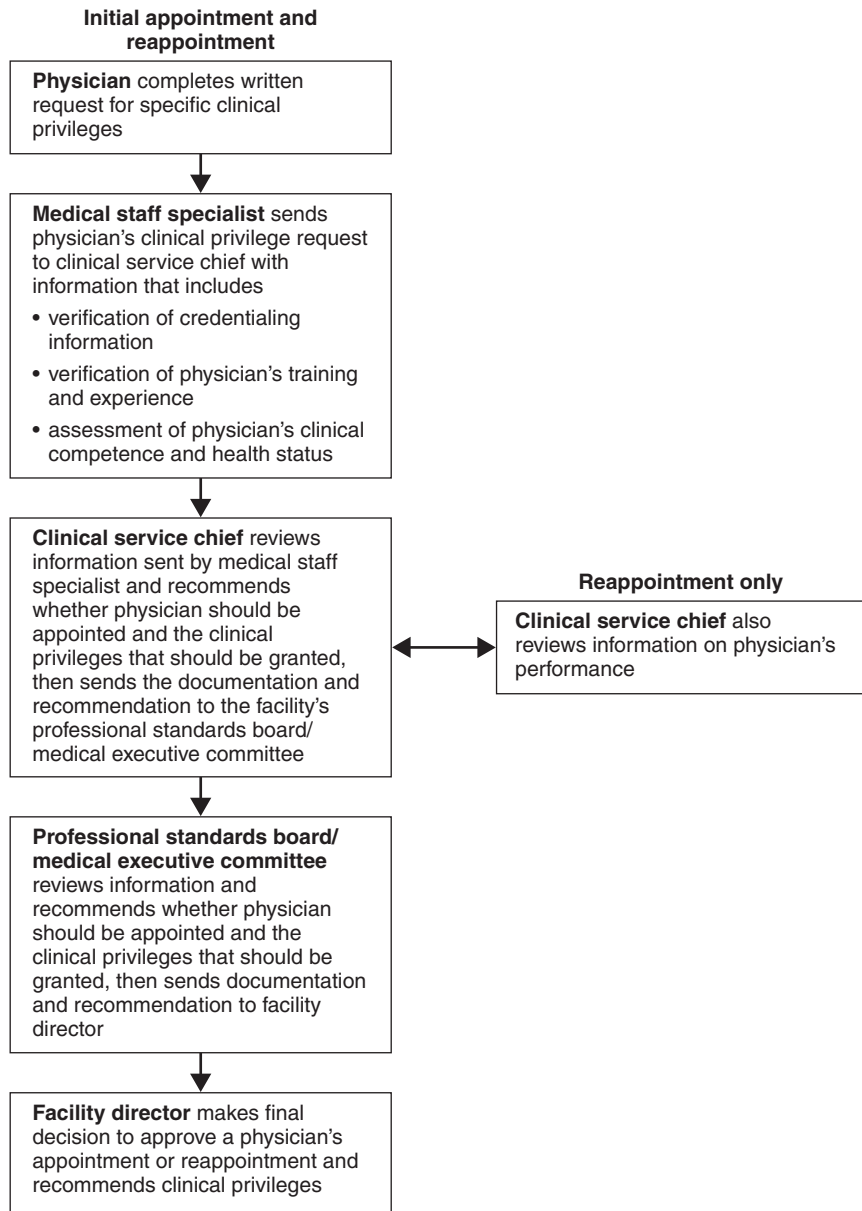 Initial appointment and
reappointment
Physician completes written
request for specific clinical
privileges
Medical staff specialist sends
physician's clinical privilege request
to clinical service chief with
information that includes
• verification of credentialing
information
• verification of physician's training
and experience
• assessment of physician's clinical
competence and health status
Clinical service chief reviews
information sent by medical staff
specialist and recommends
whether physician should be
appointed and the clinical
privileges that should be granted,
then sends the documentation and
recommendation to the facility's
professional standards board/
medical executive committee
Reappointment only
Clinical service chief also
reviews information on physician's
performance
Professional standards board/
medical executive committee
reviews information and
recommends whether physician
should be appointed and the
clinical privileges that should be
granted, then sends documentation
and recommendation to facility
director
Facility director makes final
decision to approve a physician's
appointment or reappointment and
recommends clinical privileges